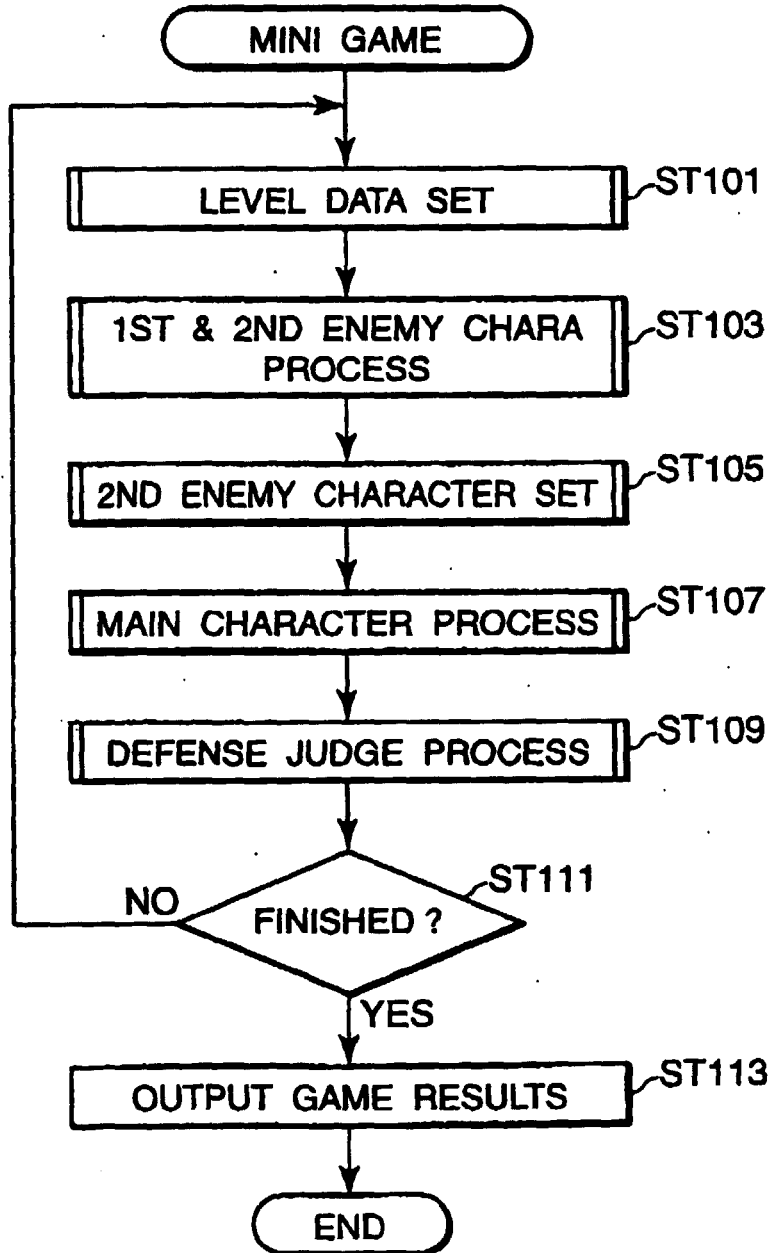 MINI GAME
LEVEL DATA SET
ST101
1ST & 2ND ENEMY CHARA
PROCESS
ST103
2ND ENEMY CHARACTER SET
ST105
MAIN CHARACTER PROCESS
ST107
DEFENSE JUDGE PROCESS
ST109
FINISHED ?
ST111
NO
YES
OUTPUT GAME RESULTS
ST113
END